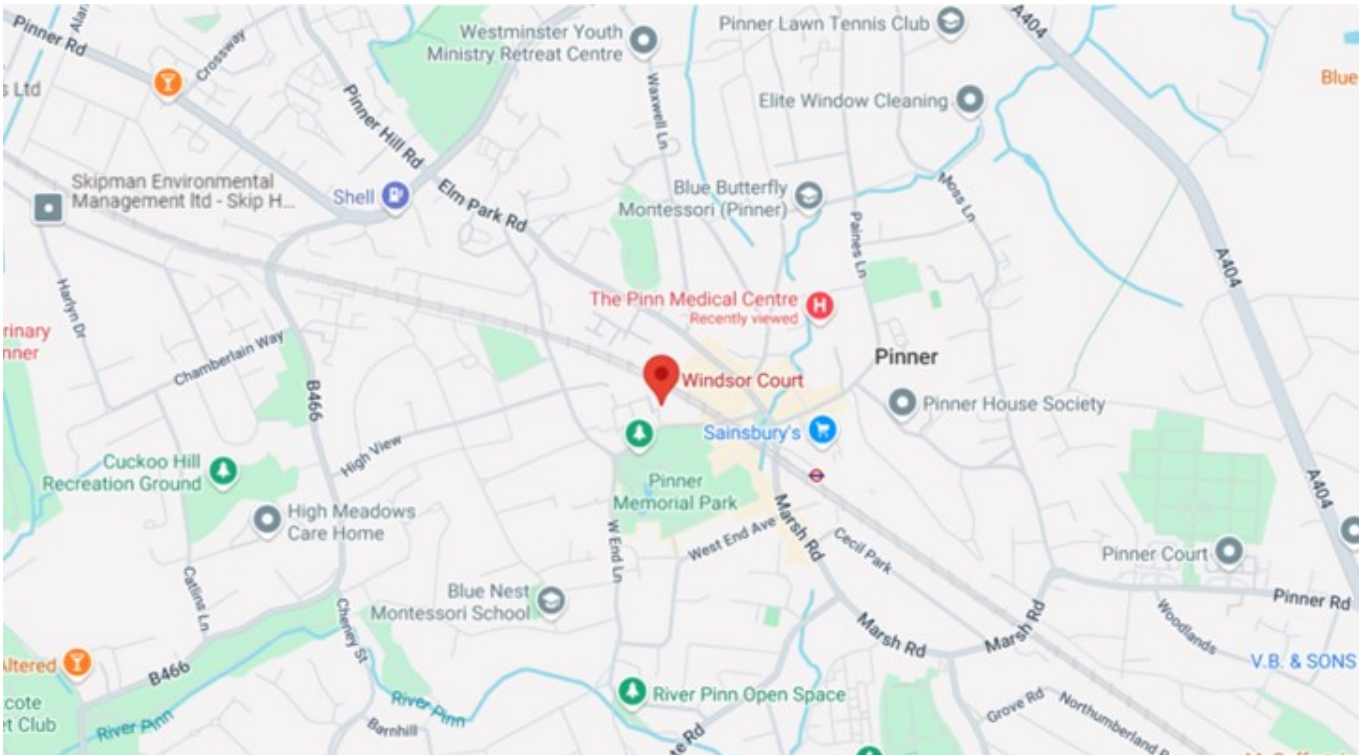 Pinner Rd
Crossway
s Ltd
Westminster Youth
Ministry Retreat Centre
Pinner Lawn Tennis Club
A404
Blue
Pinner Hill Rd
Waxwell Ln
Elite Window Cleaning
Skipman Environmental
Management ltd - Skip H...
Shell
Elm Park Rd
Blue Butterfly
Montessori (Pinner)
Moss Ln
Paines Ln
A404
Harlyn Dr
The Pinn Medical Centre
Recently viewed
rinary
nner
Chamberlain Way
B466
Windsor Court
Pinner
Pinner House Society
Sainsbury's
High View
Cuckoo Hill
Recreation Ground
Pinner
Memorial Park
A404
High Meadows
Care Home
W End Ln
West End Ave
Marsh Rd
Cecil Park
Pinner Court
Catlins Ln
Blue Nest
Montessori School
Cheney St
Pinner Rd
Woodlands
Marsh Rd
Marsh Rd
V.B. & SONS
Altered
B466
cote
et Club
River Pinn
River Pinn
Barnhill
River Pinn Open Space
Grove Rd
Northumberland
te Rd